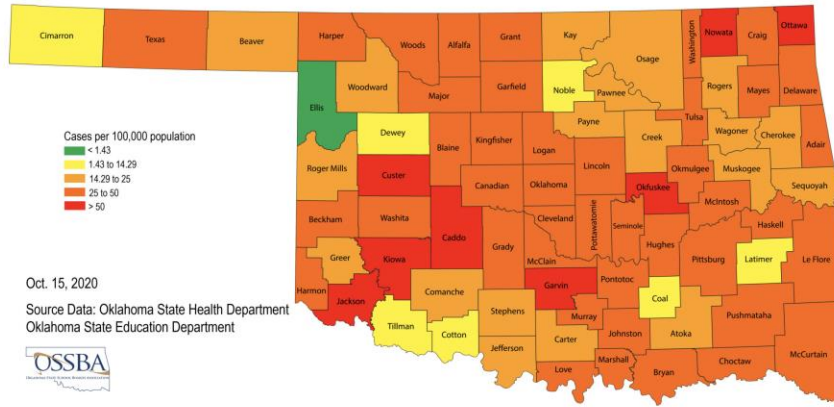 Cimarron
Texas
Beaver
Harper
Woods
Alfalfa
Grant
Kay
Osage
Washington
Nowata
Craig
Ottawa
Ellis
Woodward
Major
Garfield
Noble
Pawnee
Rogers
Mayes
Delaware
Cases per 100,000 population
< 1.43
1.43 to 14.29
14.29 to 25
25 to 50
> 50
Dewey
Blaine
Kingfisher
Logan
Payne
Creek
Tulsa
Wagoner
Cherokee
Adair
Roger Mills
Custer
Canadian
Oklahoma
Lincoln
Okfuskee
Okmulgee
Muskogee
Sequoyah
McIntosh
Beckham
Washita
Caddo
Grady
Cleveland
McClain
Pottawatomie
Seminole
Hughes
Haskell
Pittsburg
Latimer
Le Flore
Greer
Kiowa
Harmon
Jackson
Comanche
Garvin
Pontotoc
Coal
Tillman
Cotton
Stephens
Murray
Jefferson
Carter
Johnston
Atoka
Pushmataha
Love
Marshall
Bryan
Choctaw
McCurtain
Oct. 15, 2020
Source Data: Oklahoma State Health Department
Oklahoma State Education Department
OSSBA
OKLAHOMA STATE SCHOOL BOARDS ASSOCIATION